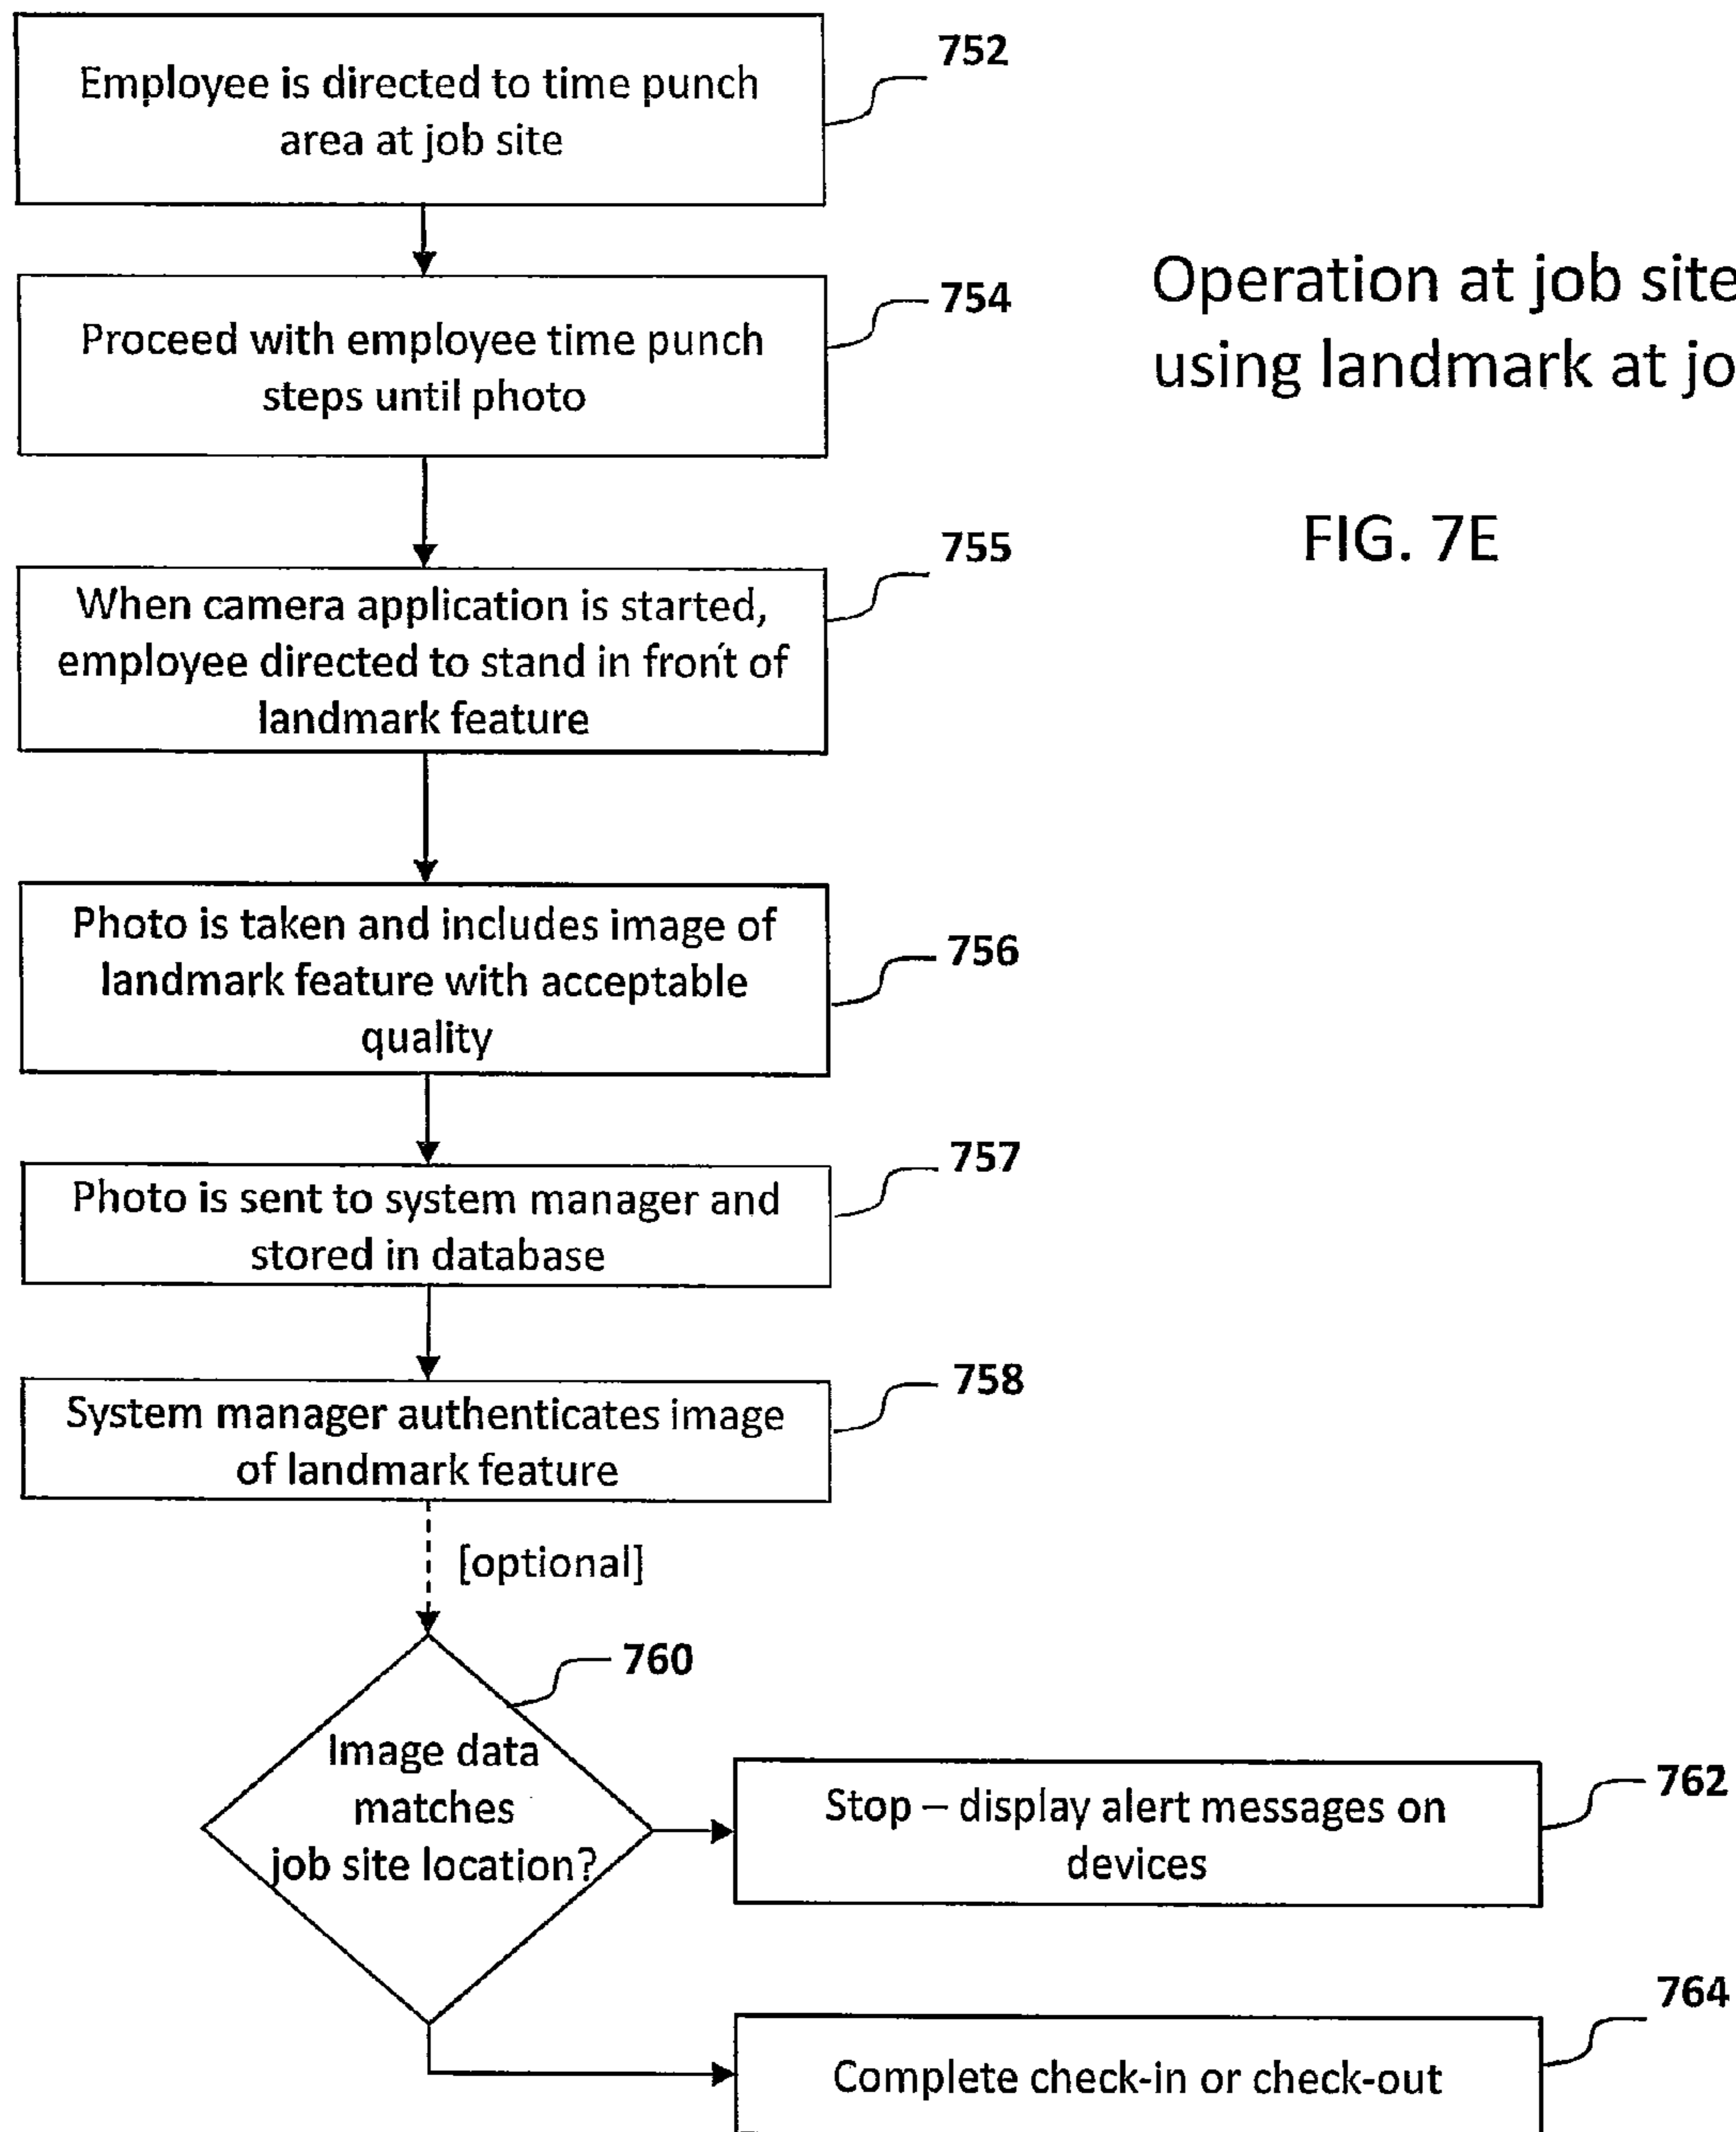 752
Employee is directed to time punch
area at job site
754
Proceed with employee time punch
steps until photo
Operation at job site
using landmark at jo
FIG. 7E
755
When camera application is started,
employee directed to stand in front of
landmark feature
756
Photo is taken and includes image of
landmark feature with acceptable
quality
757
Photo is sent to system manager and
stored in database
758
System manager authenticates image
of landmark feature
[optional]
760
Image data
matches
job site location?
762
Stop – display alert messages on
devices
764
Complete check-in or check-out